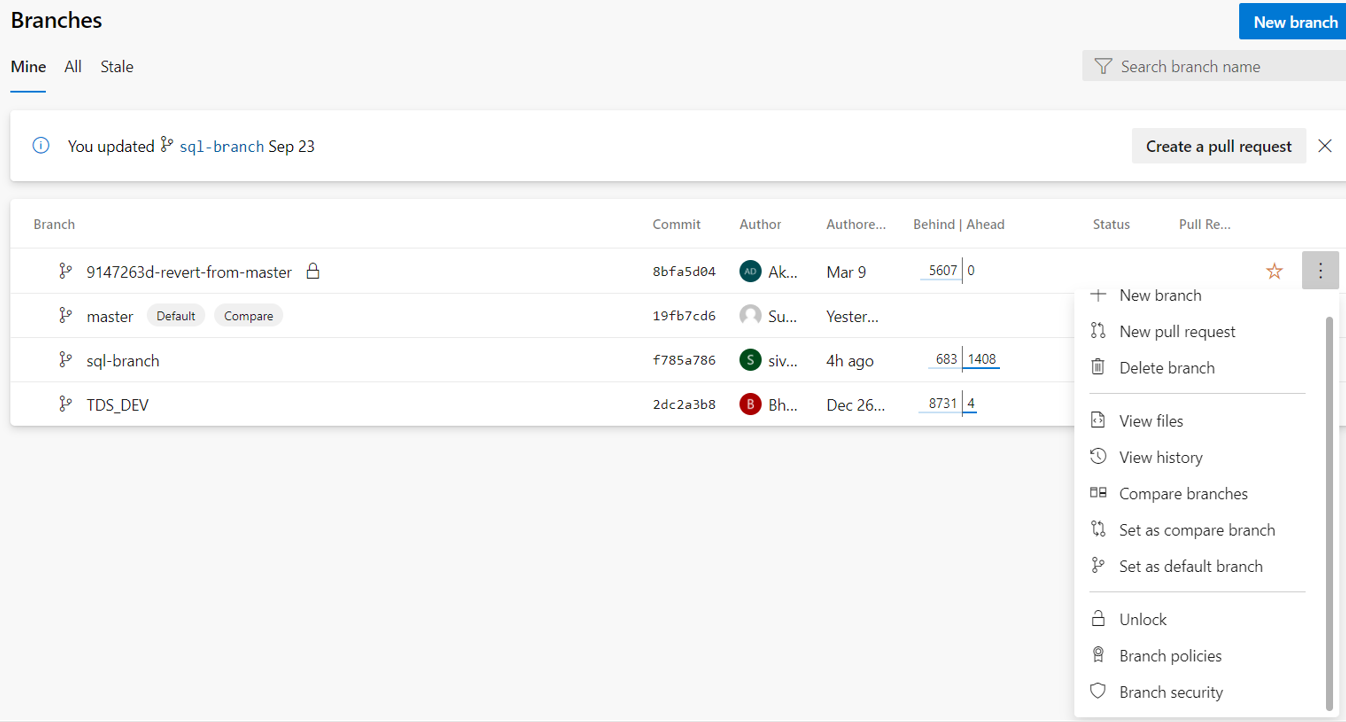 Branches
New branch
Mine All Stale
Search branch name
You updated sql-branch Sep 23
Create a pull request
Branch Commit Author Authore... Behind | Ahead Status Pull Re...
9147263d-revert-from-master 8bfa5d04 AD Ak... Mar 9 5607 0
master Default Compare 19fb7cd6 Su... Yester...
sql-branch f785a786 S siv... 4h ago 683 1408
TDS_DEV 2dc2a3b8 B Bh... Dec 26... 8731 4
New branch
New pull request
Delete branch
View files
View history
Compare branches
Set as compare branch
Set as default branch
Unlock
Branch policies
Branch security